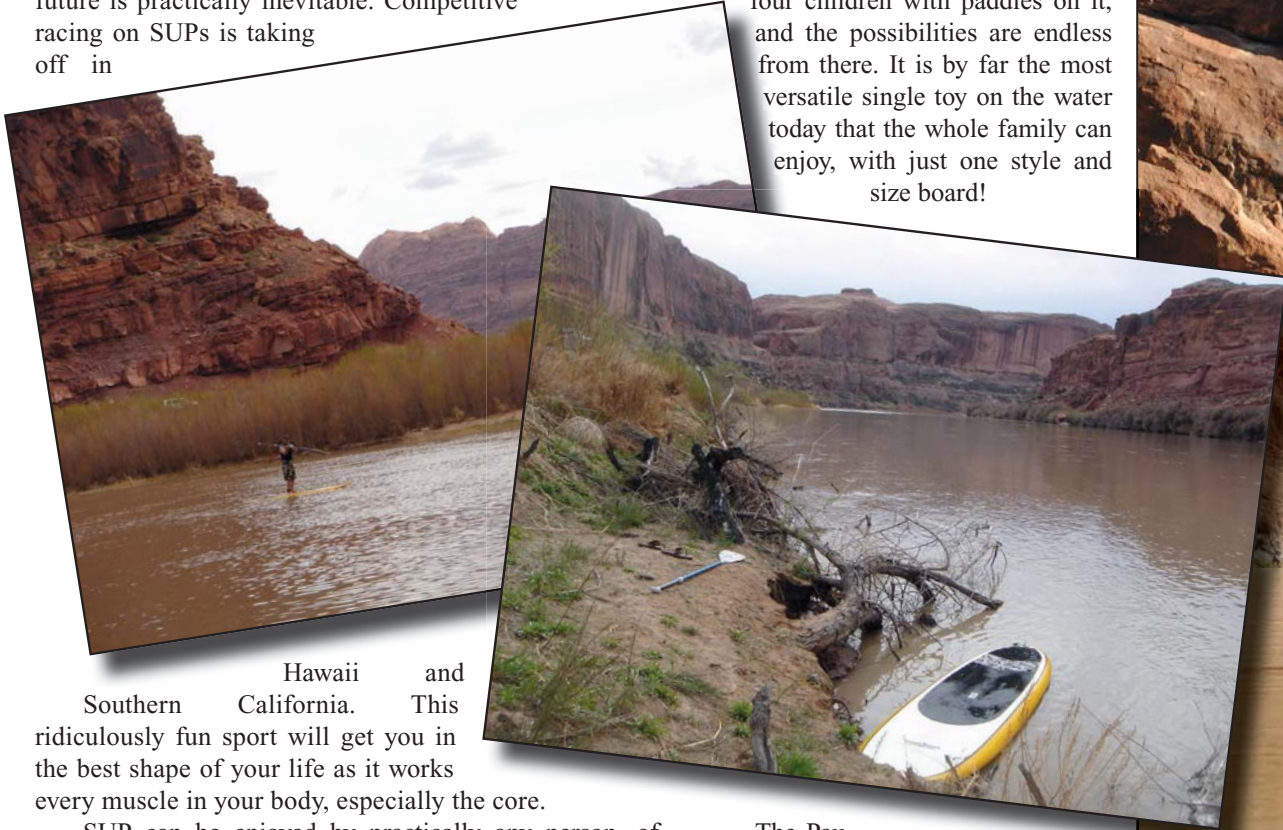 future is practically inevitable. Competitive
racing on SUPs is taking
off in
Hawaii and
Southern California. This
ridiculously fun sport will get you in
the best shape of your life as it works
every muscle in your body, especially the core.
SUP can be enjoyed by practically any person of
four children with paddles on it,
and the possibilities are endless
from there. It is by far the most
versatile single toy on the water
today that the whole family can
enjoy, with just one style and
size board!
The Pay